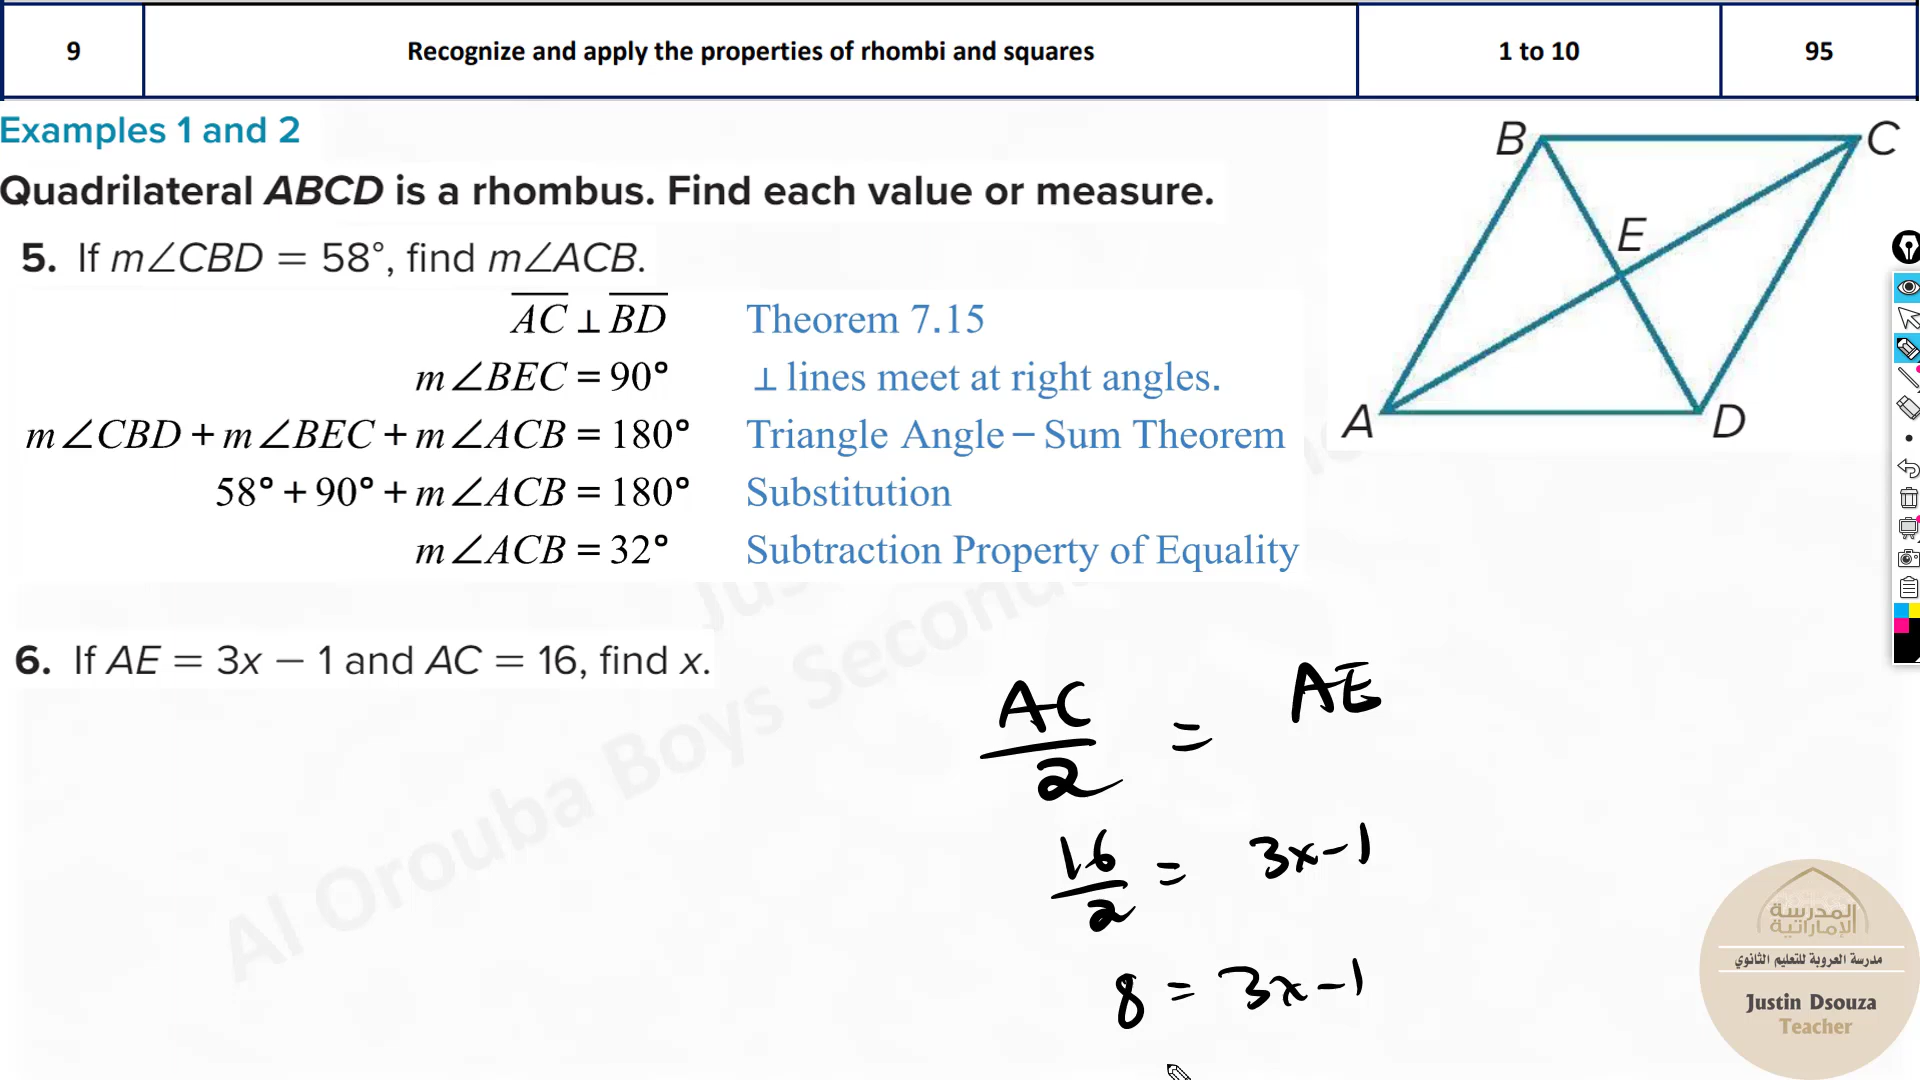 9 Recognize and apply the properties of rhombi and squares 1 to 10 95
Examples 1 and 2
Quadrilateral ABCD is a rhombus. Find each value or measure.
5. If m∠CBD = 58°, find m∠ACB.
AC ⊥ BD Theorem 7.15
m∠BEC = 90° ⊥ lines meet at right angles.
m∠CBD + m∠BEC + m∠ACB = 180° Triangle Angle – Sum Theorem
58° + 90° + m∠ACB = 180° Substitution
m∠ACB = 32° Subtraction Property of Equality
B
C
E
A
D
6. If AE = 3x − 1 and AC = 16, find x.
AC/2 = AE
16/2 = 3x-1
8 = 3x-1
Al Orouba Boys Second
Jus
المدرسة
الإماراتية
مدرسة العروبة للتعليم الثانوي
Justin Dsouza
Teacher